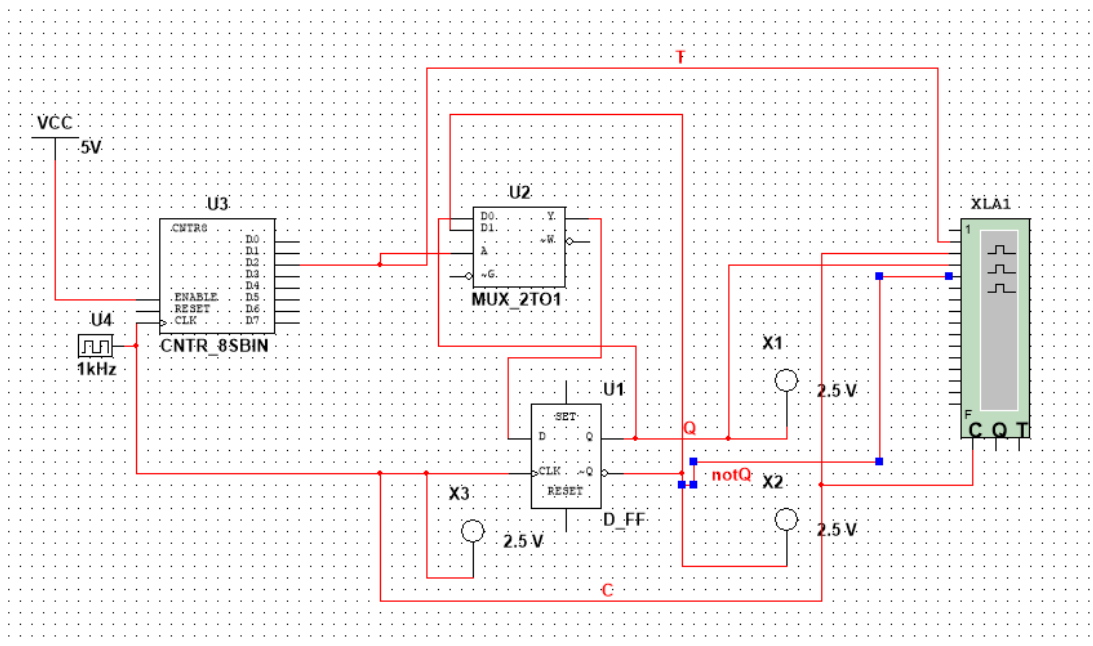 T
VCC
5V
U3
CNTR8
D0
D1
D2
D3
D4
D5
D6
D7
ENABLE
RESET
CLK
CNTR_8SBIN
U4
1kHz
U2
D0
D1
A
~G
Y
~W
MUX_2TO1
XLA1
1
F
C Q T
X1
2.5 V
U1
SET
D
Q
CLK
~Q
RESET
D_FF
Q
notQ
X2
2.5 V
X3
2.5 V
C